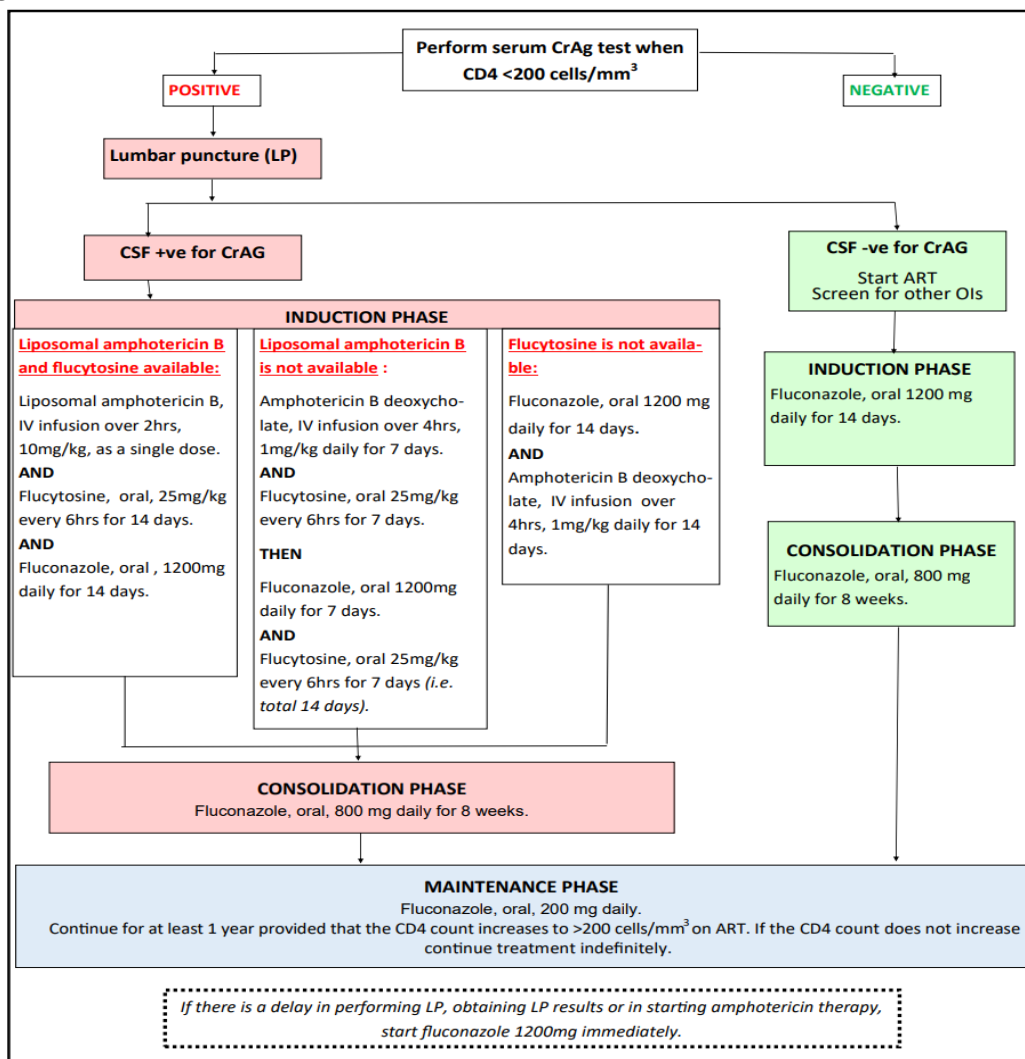 Perform serum CrAg test when
CD4 <200 cells/mm³
POSITIVE
NEGATIVE
Lumbar puncture (LP)
CSF +ve for CrAG
CSF -ve for CrAG
Start ART
Screen for other OIs
INDUCTION PHASE
Liposomal amphotericin B
and flucytosine available:
Liposomal amphotericin B,
IV infusion over 2hrs,
10mg/kg, as a single dose.
AND
Flucytosine, oral, 25mg/kg
every 6hrs for 14 days.
AND
Fluconazole, oral , 1200mg
daily for 14 days.
Liposomal amphotericin B
is not available :
Amphotericin B deoxycho-
late, IV infusion over 4hrs,
1mg/kg daily for 7 days.
AND
Flucytosine, oral 25mg/kg
every 6hrs for 7 days.
THEN
Fluconazole, oral 1200mg
daily for 7 days.
AND
Flucytosine, oral 25mg/kg
every 6hrs for 7 days (i.e.
total 14 days).
Flucytosine is not availa-
ble:
Fluconazole, oral 1200 mg
daily for 14 days.
AND
Amphotericin B deoxycho-
late, IV infusion over
4hrs, 1mg/kg daily for 14
days.
INDUCTION PHASE
Fluconazole, oral 1200 mg
daily for 14 days.
CONSOLIDATION PHASE
Fluconazole, oral, 800 mg
daily for 8 weeks.
CONSOLIDATION PHASE
Fluconazole, oral, 800 mg daily for 8 weeks.
MAINTENANCE PHASE
Fluconazole, oral, 200 mg daily.
Continue for at least 1 year provided that the CD4 count increases to >200 cells/mm³ on ART. If the CD4 count does not increase
continue treatment indefinitely.
If there is a delay in performing LP, obtaining LP results or in starting amphotericin therapy,
start fluconazole 1200mg immediately.